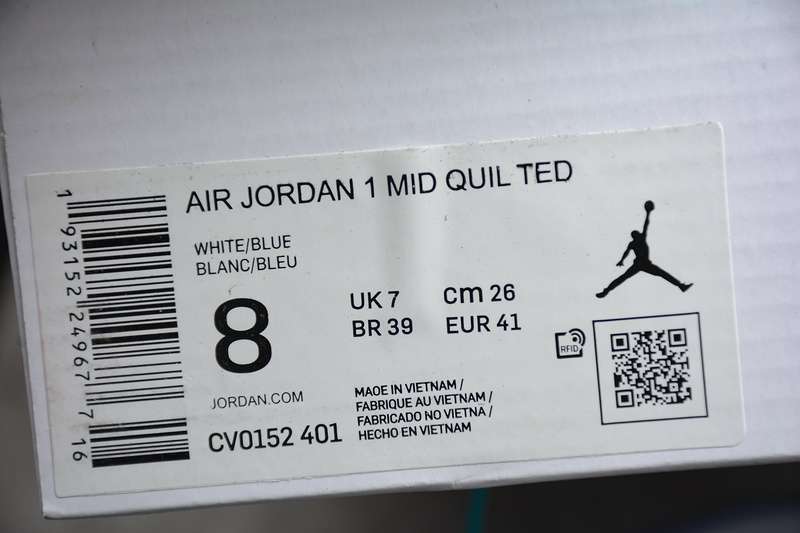 AIR JORDAN 1 MID QUIL TED
WHITE/BLUE
BLANC/BLEU
8
UK 7
cm 26
BR 39
EUR 41
RFID
JORDAN.COM
CV0152 401
MAOE IN VIETNAM /
FABRIQUE AU VIETNAM /
FABRICADO NO VIETNA /
HECHO EN VIETNAM
1 93152 24967 7 16